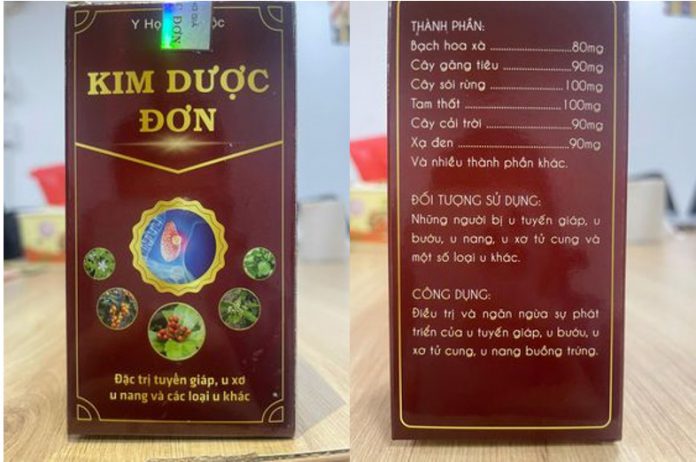 Y Họ
KIM DƯỢC
ĐƠN
Đặc trị tuyến giáp, u xơ
u nang và các loại u khác
THÀNH PHẦN:
Bạch hoa xà ........................80mg
Cây găng tiêu .....................90mg
Cây sói rừng .....................100mg
Tam thất ............................100mg
Cây cải trời .........................90mg
Xạ đen ................................90mg
Và nhiều thành phần khác.
ĐỐI TƯỢNG SỬ DỤNG:
Những người bị u tuyến giáp, u
bướu, u nang, u xơ tử cung và
một số loại u khác.
CÔNG DỤNG:
Điều trị và ngăn ngừa sự phát
triển của u tuyến giáp, u bướu, u
xơ tử cung, u nang buồng trứng.